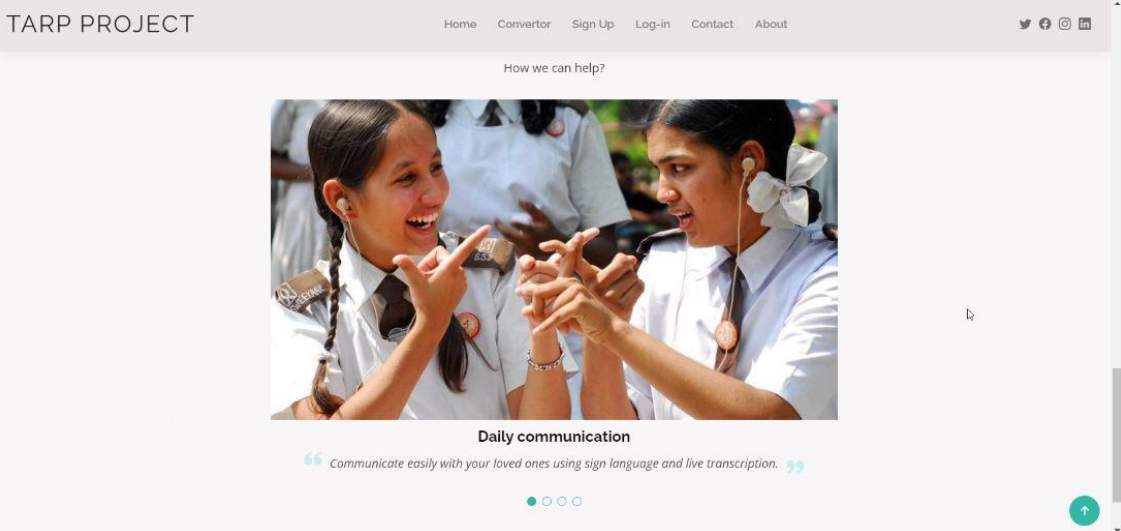 TARP PROJECT
Home Convertor Sign Up Log-in Contact About
How we can help?
Daily communication
Communicate easily with your loved ones using sign language and live transcription.